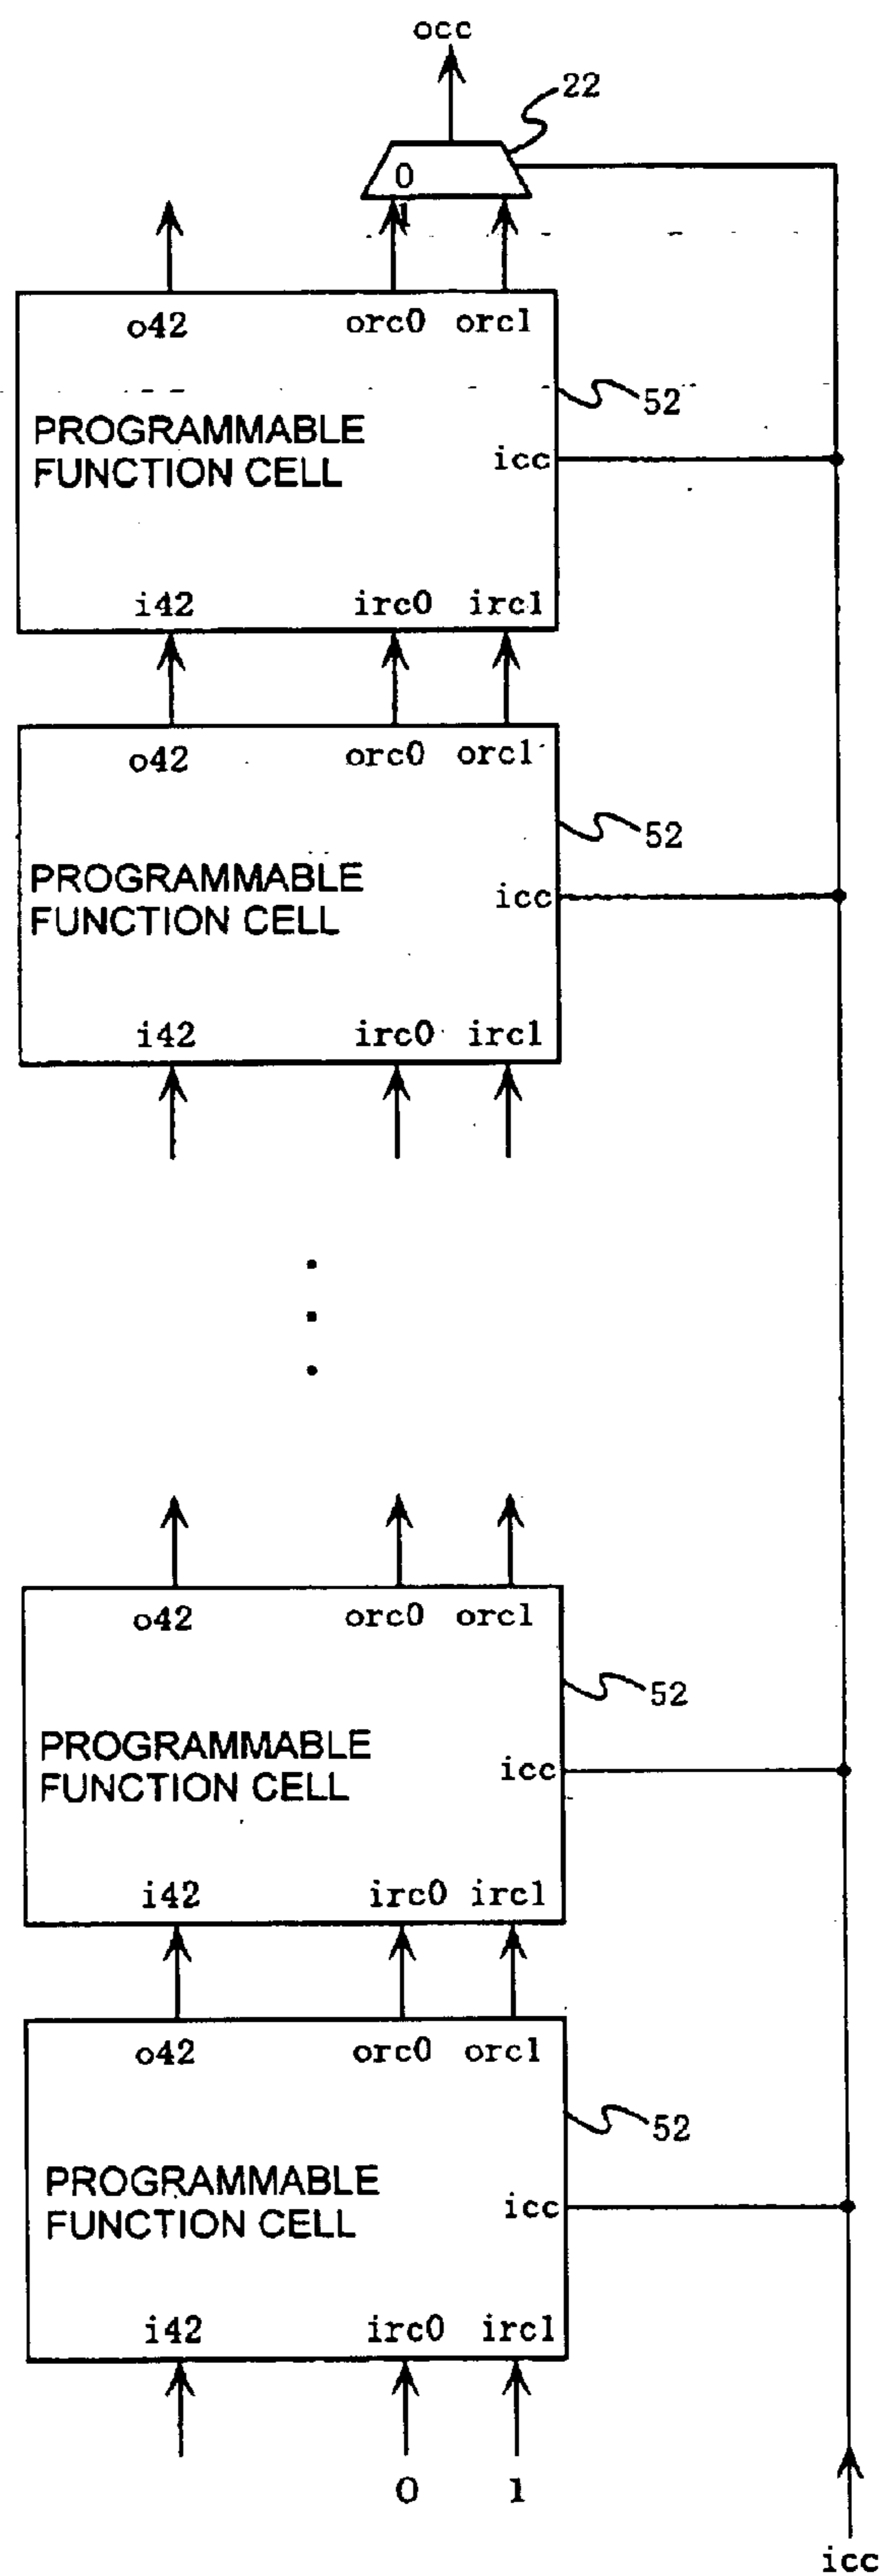 occ
22
0
1
o42 orc0 orc1
52
PROGRAMMABLE
FUNCTION CELL
icc
i42 irc0 irc1
o42 orc0 orc1
52
PROGRAMMABLE
FUNCTION CELL
icc
i42 irc0 irc1
o42 orc0 orc1
52
PROGRAMMABLE
FUNCTION CELL
icc
i42 irc0 irc1
o42 orc0 orc1
52
PROGRAMMABLE
FUNCTION CELL
icc
i42 irc0 irc1
0 1
icc